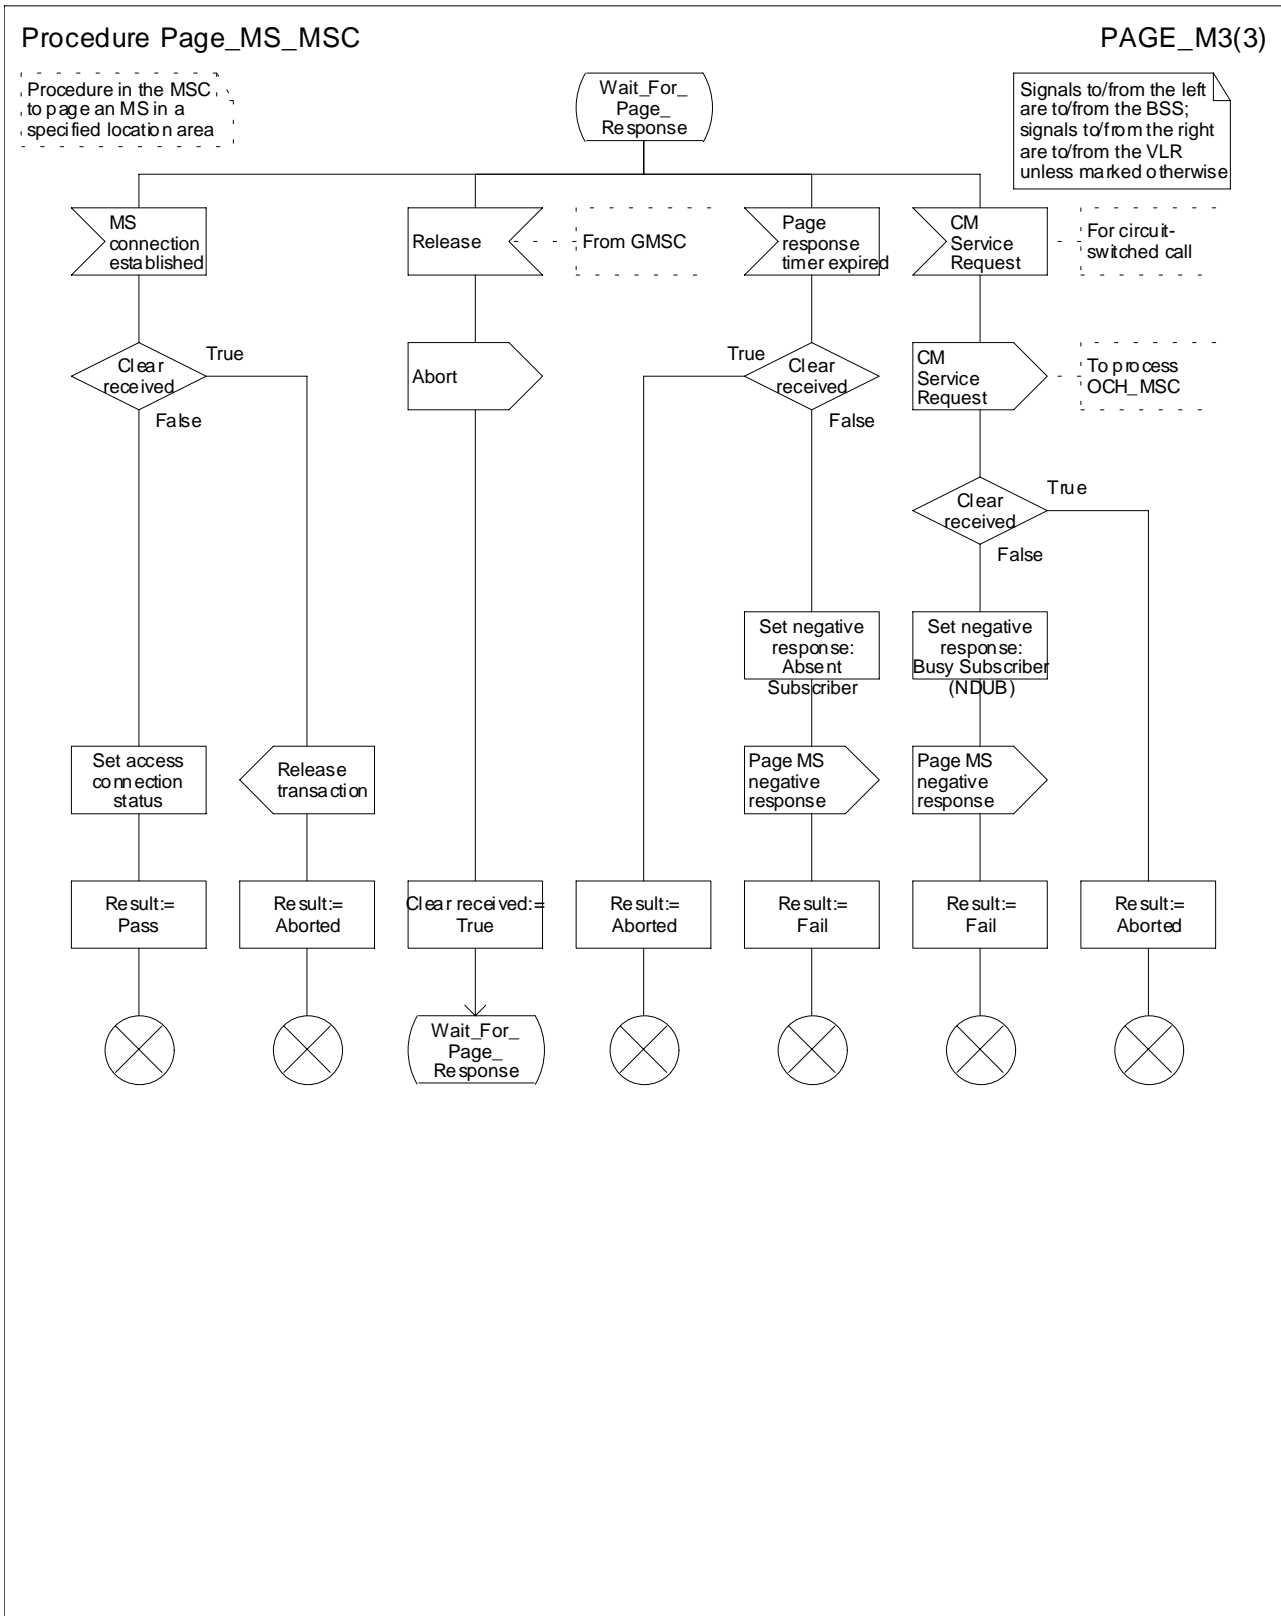 Procedure Page_MS_MSC
PAGE_M3(3)
Procedure in the MSC
to page an MS in a
specified location area
Wait_For_
Page_
Response
Signals to/from the left
are to/from the BSS;
signals to/from the right
are to/from the VLR
unless marked otherwise
MS
connection
established
Release
From GMSC
Page
response
timer expired
CM
Service
Request
For circuit-
switched call
Clear
received
True
False
Abort
True
Clear
received
False
CM
Service
Request
To process
OCH_MSC
Clear
received
True
False
Set negative
response:
Absent
Subscriber
Set negative
response:
Busy Subscriber
(NDUB)
Set access
connection
status
Release
transaction
Page MS
negative
response
Page MS
negative
response
Result:=
Pass
Result:=
Aborted
Clear received:=
True
Result:=
Aborted
Result:=
Fail
Result:=
Fail
Result:=
Aborted
Wait_For_
Page_
Response